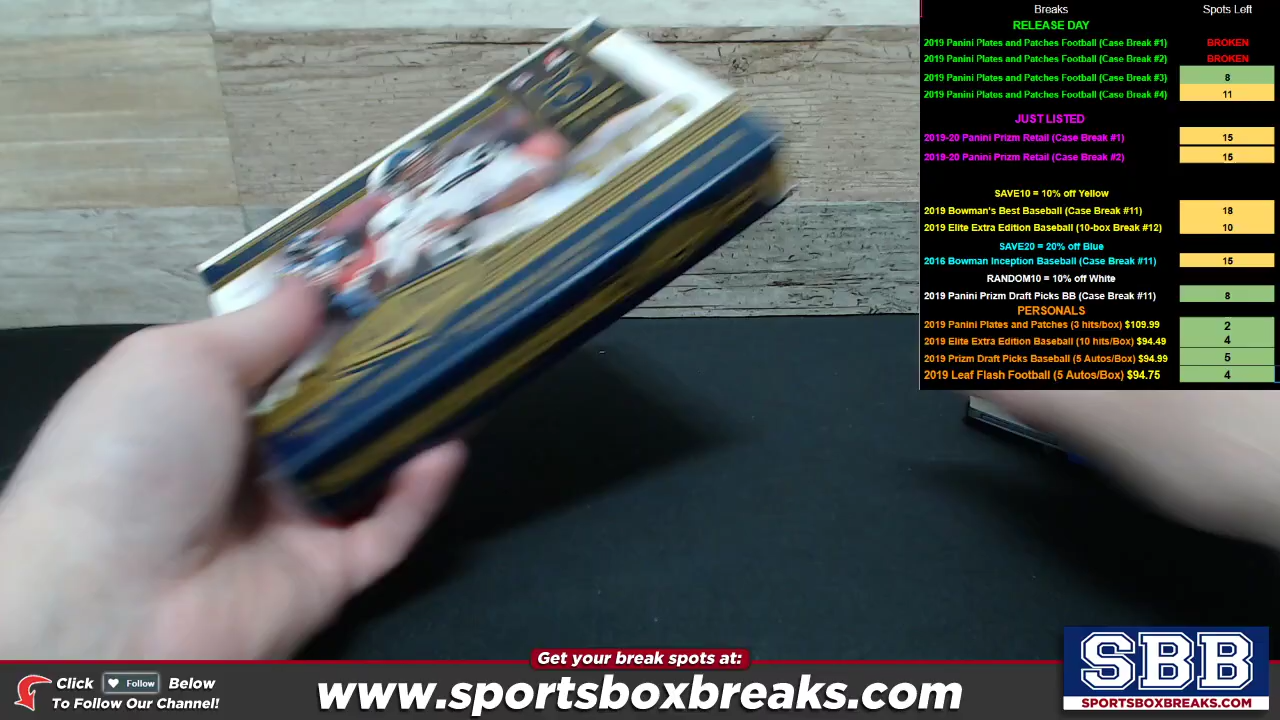 Breaks Spots Left
RELEASE DAY
2019 Panini Plates and Patches Football (Case Break #1) BROKEN
2019 Panini Plates and Patches Football (Case Break #2) BROKEN
2019 Panini Plates and Patches Football (Case Break #3) 8
2019 Panini Plates and Patches Football (Case Break #4) 11
JUST LISTED
2019-20 Panini Prizm Retail (Case Break #1) 15
2019-20 Panini Prizm Retail (Case Break #2) 15
SAVE10 = 10% off Yellow
2019 Bowman's Best Baseball (Case Break #11) 18
2019 Elite Extra Edition Baseball (10-box Break #12) 10
SAVE20 = 20% off Blue
2016 Bowman Inception Baseball (Case Break #11) 15
RANDOM10 = 10% off White
2019 Panini Prizm Draft Picks BB (Case Break #11) 8
PERSONALS
2019 Panini Plates and Patches (3 hits/box) $109.99 2
2019 Elite Extra Edition Baseball (10 hits/Box) $94.49 4
2019 Prizm Draft Picks Baseball (5 Autos/Box) $94.99 5
2019 Leaf Flash Football (5 Autos/Box) $94.75 4
Get your break spots at:
Click Follow Below
To Follow Our Channel!
www.sportsboxbreaks.com
SBB
SPORTSBOXBREAKS.COM